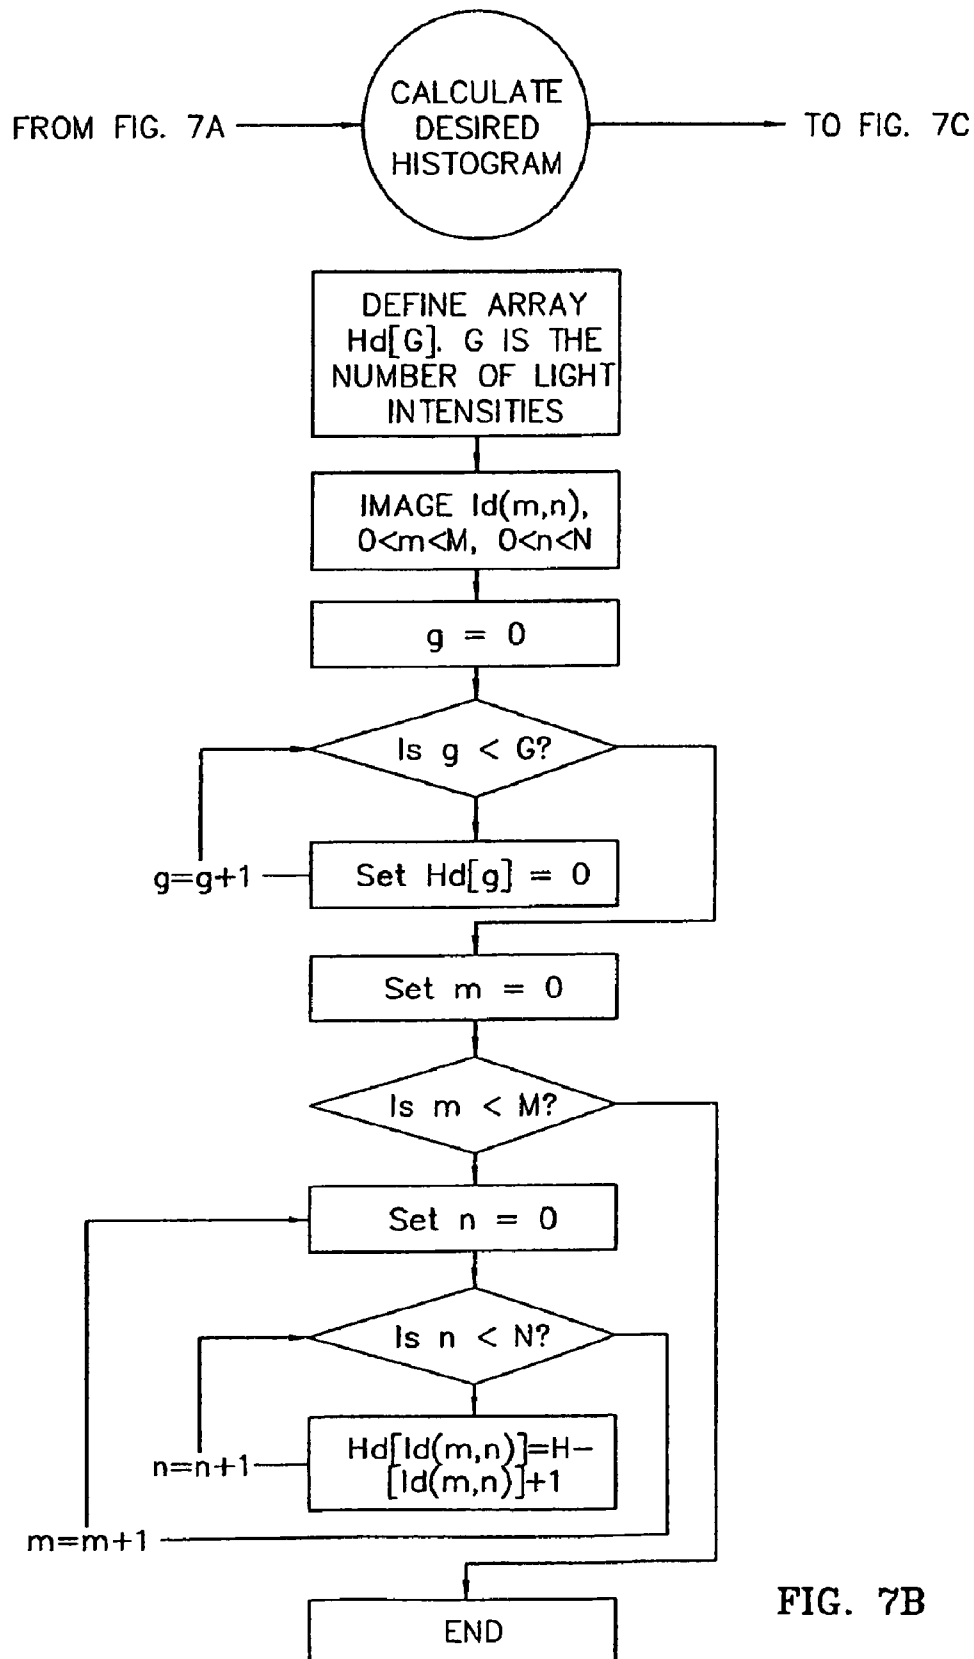 CALCULATE
DESIRED
HISTOGRAM
FROM FIG. 7A
TO FIG. 7C
DEFINE ARRAY
Hd[G]. G IS THE
NUMBER OF LIGHT
INTENSITIES
IMAGE Id(m,n),
0<m<M, 0<n<N
g = 0
Is g < G?
g=g+1
Set Hd[g] = 0
Set m = 0
Is m < M?
Set n = 0
Is n < N?
Hd[Id(m,n)]=H-
[Id(m,n)]+1
n=n+1
m=m+1
END
FIG. 7B